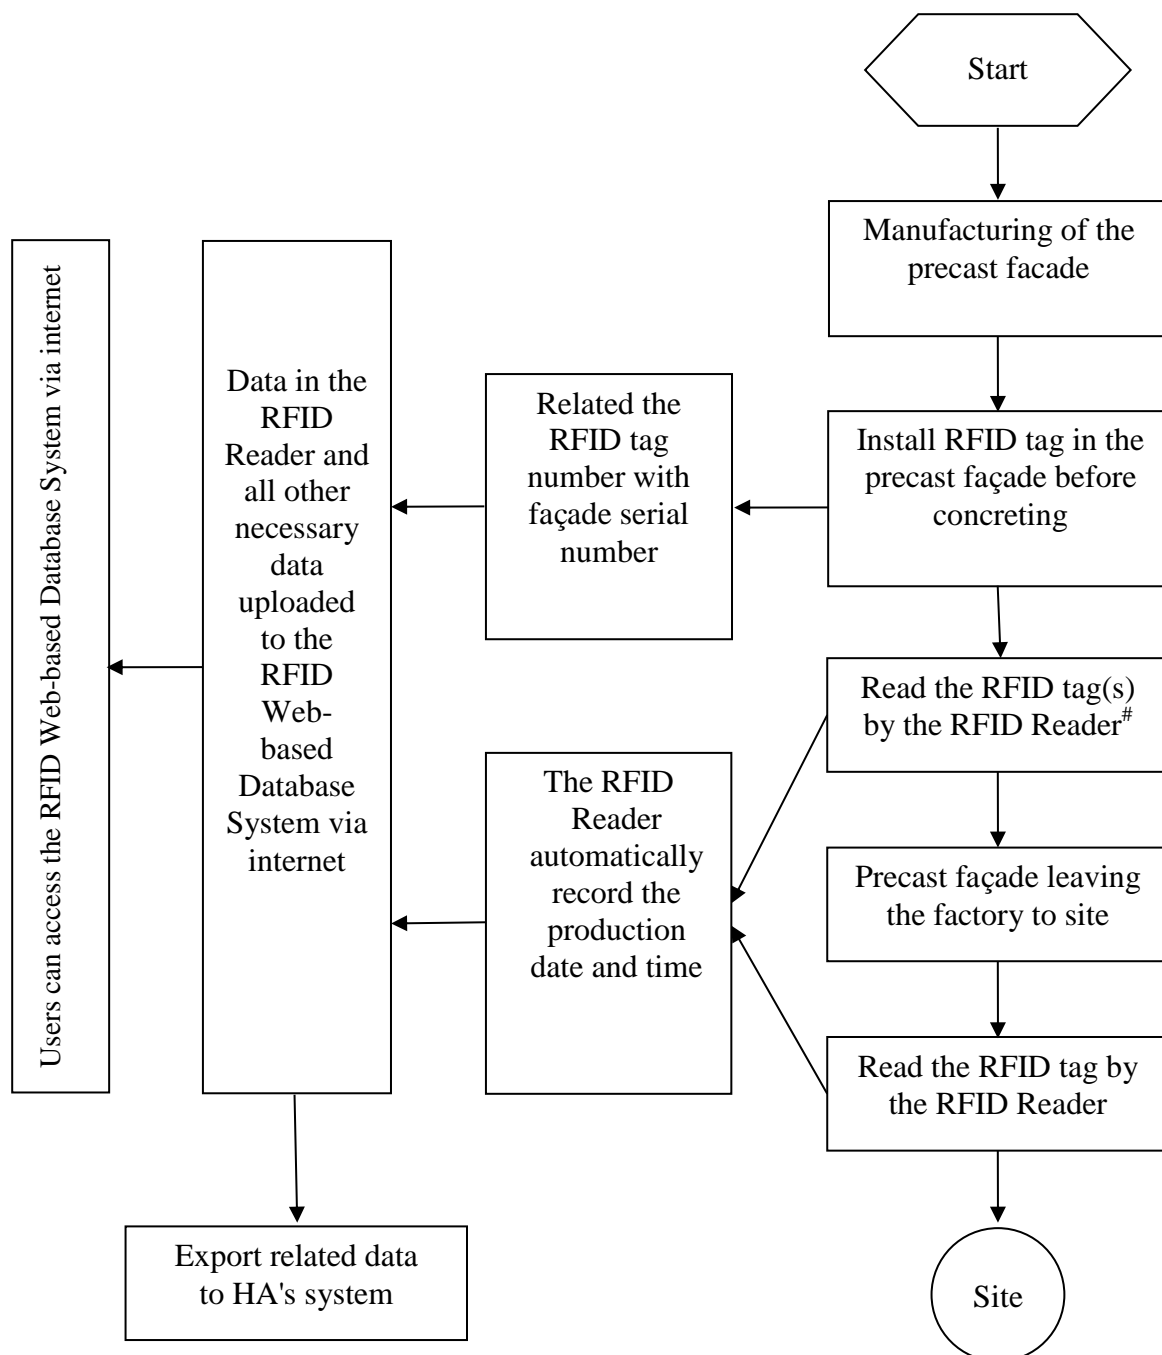 Start
Manufacturing of the
precast facade
Install RFID tag in the
precast façade before
concreting
Related the
RFID tag
number with
façade serial
number
Data in the
RFID
Reader and
all other
necessary
data
uploaded
to the
RFID
Web-
based
Database
System via
internet
Users can access the RFID Web-based Database System via internet
Read the RFID tag(s)
by the RFID Reader#
The RFID
Reader
automatically
record the
production
date and time
Precast façade leaving
the factory to site
Read the RFID tag by
the RFID Reader
Export related data
to HA's system
Site